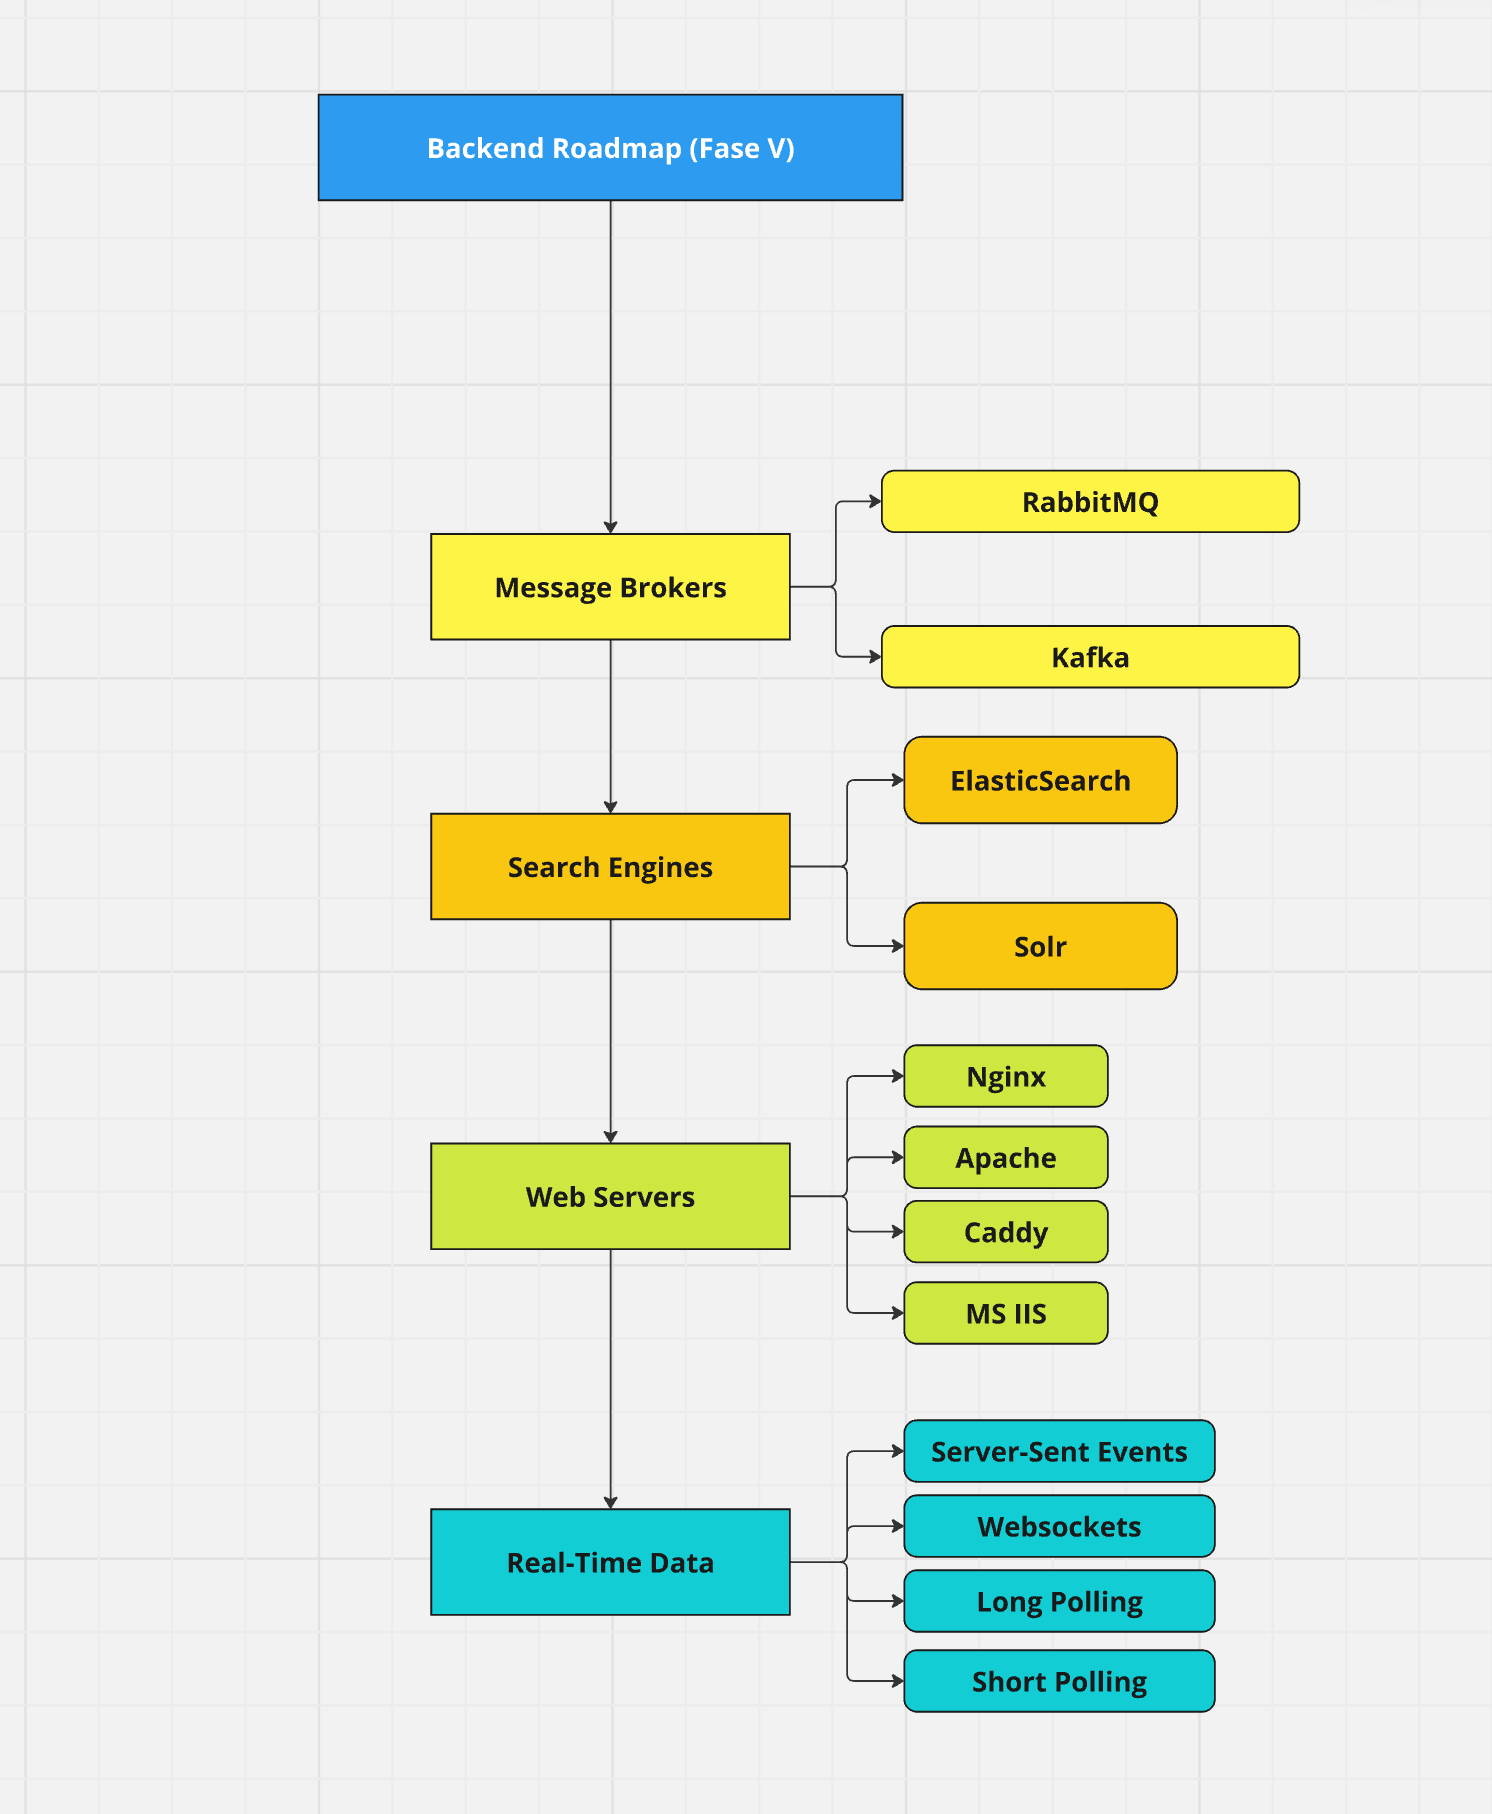 Backend Roadmap (Fase V)
Message Brokers
RabbitMQ
Kafka
Search Engines
ElasticSearch
Solr
Web Servers
Nginx
Apache
Caddy
MS IIS
Real-Time Data
Server-Sent Events
Websockets
Long Polling
Short Polling